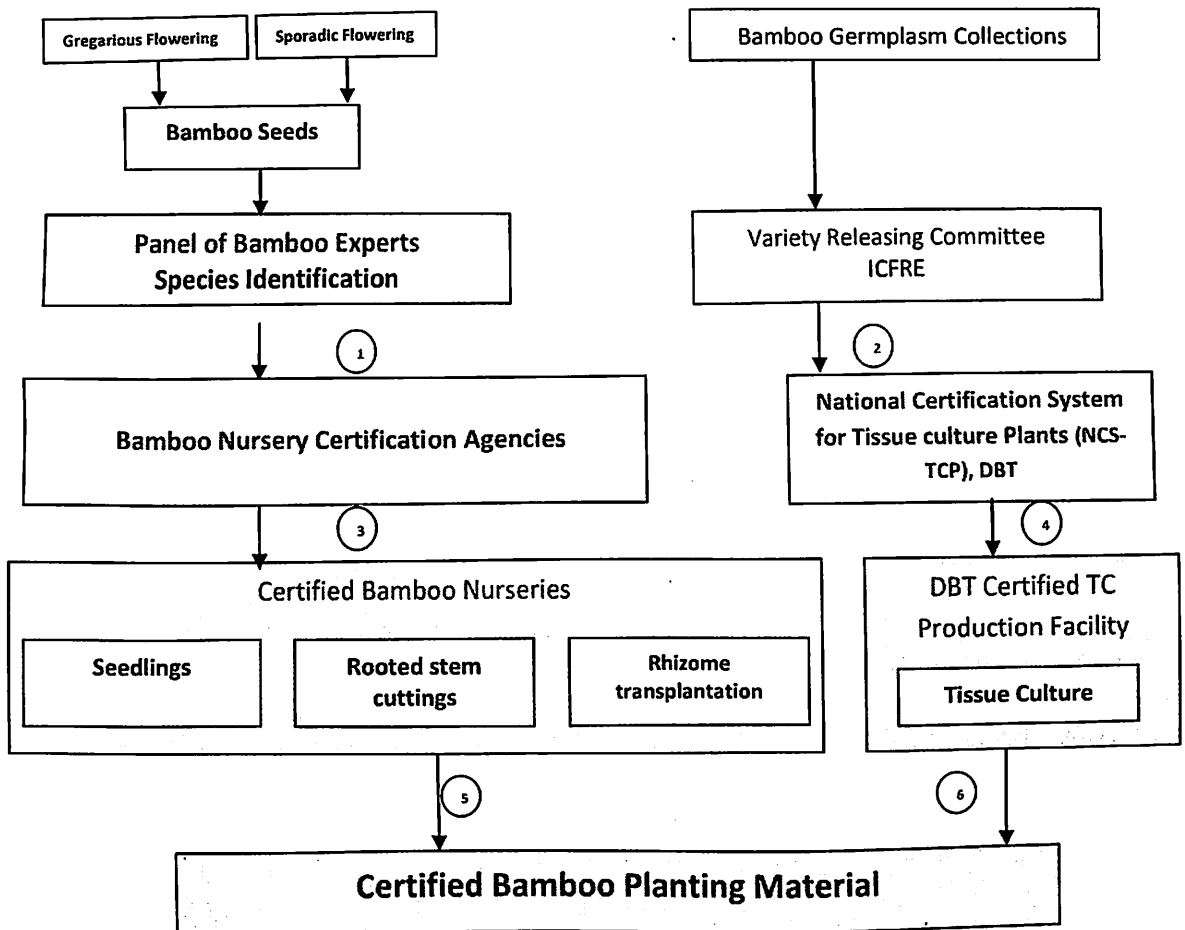 Gregarious Flowering
Sporadic Flowering
Bamboo Seeds
Panel of Bamboo Experts
Species Identification
1
Bamboo Nursery Certification Agencies
3
Certified Bamboo Nurseries
Seedlings
Rooted stem
cuttings
Rhizome
transplantation
5
Bamboo Germplasm Collections
Variety Releasing Committee
ICFRE
2
National Certification System
for Tissue culture Plants (NCS-
TCP), DBT
4
DBT Certified TC
Production Facility
Tissue Culture
6
Certified Bamboo Planting Material